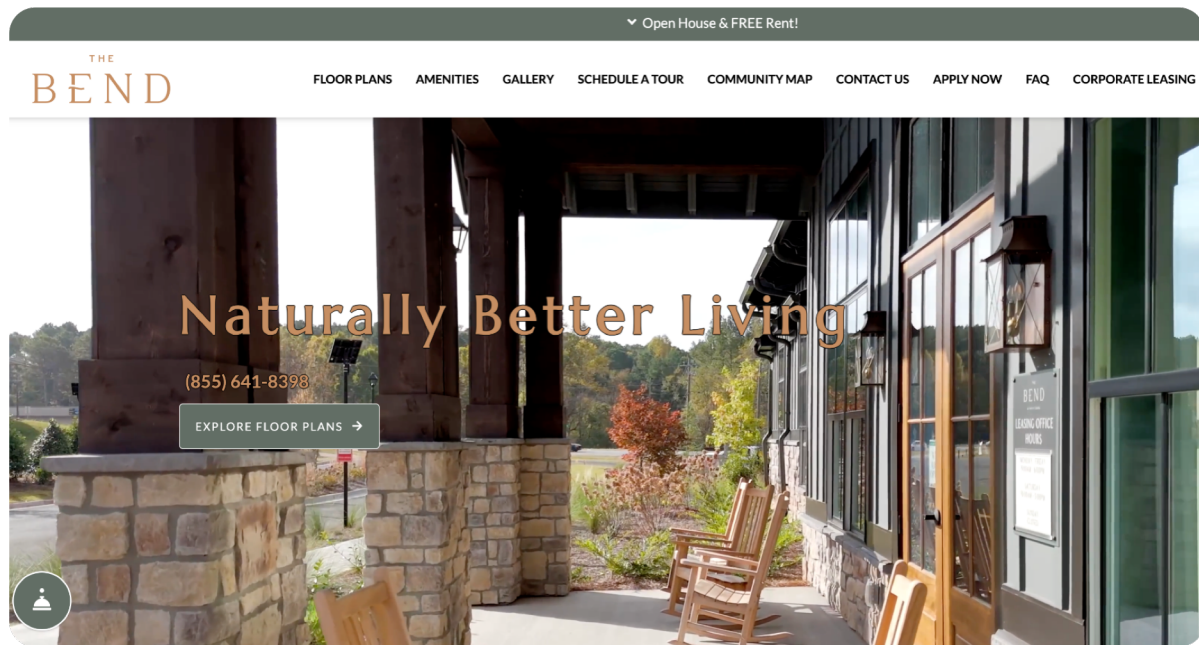 Open House & FREE Rent!
THE
BEND
FLOOR PLANS AMENITIES GALLERY SCHEDULE A TOUR COMMUNITY MAP CONTACT US APPLY NOW FAQ CORPORATE LEASING
Naturally Better Living
(855) 641-8398
EXPLORE FLOOR PLANS
BEND
LEASING OFFICE
HOURS